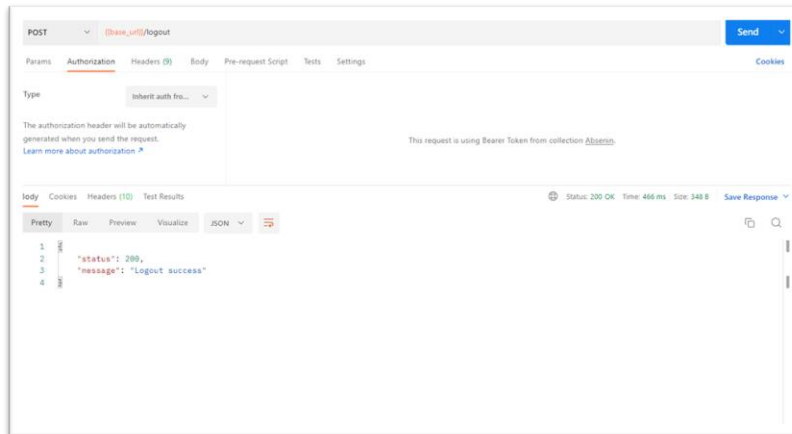 POST {{base_url}}/logout Send
Params Authorization Headers (9) Body Pre-request Script Tests Settings Cookies
Type Inherit auth fro...
The authorization header will be automatically
generated when you send the request.
Learn more about authorization ↗
This request is using Bearer Token from collection Absenin.
Body Cookies Headers (10) Test Results Status: 200 OK Time: 466 ms Size: 348 B Save Response
Pretty Raw Preview Visualize JSON
1 {
2 "status": 200,
3 "message": "Logout success"
4 }